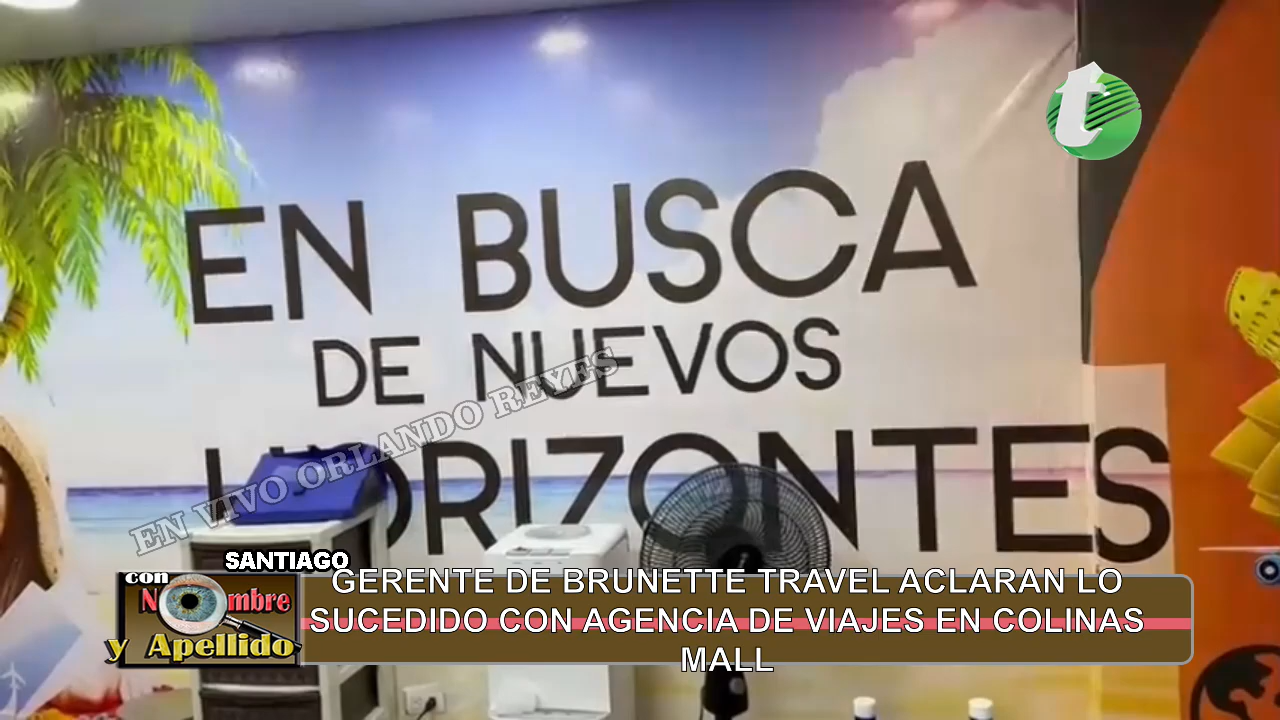 t
EN BUSCA
DE NUEVOS
HORIZONTES
EN VIVO ORLANDO REYES
SANTIAGO
con
Nombre
y Apellido
GERENTE DE BRUNETTE TRAVEL ACLARAN LO
SUCEDIDO CON AGENCIA DE VIAJES EN COLINAS
MALL